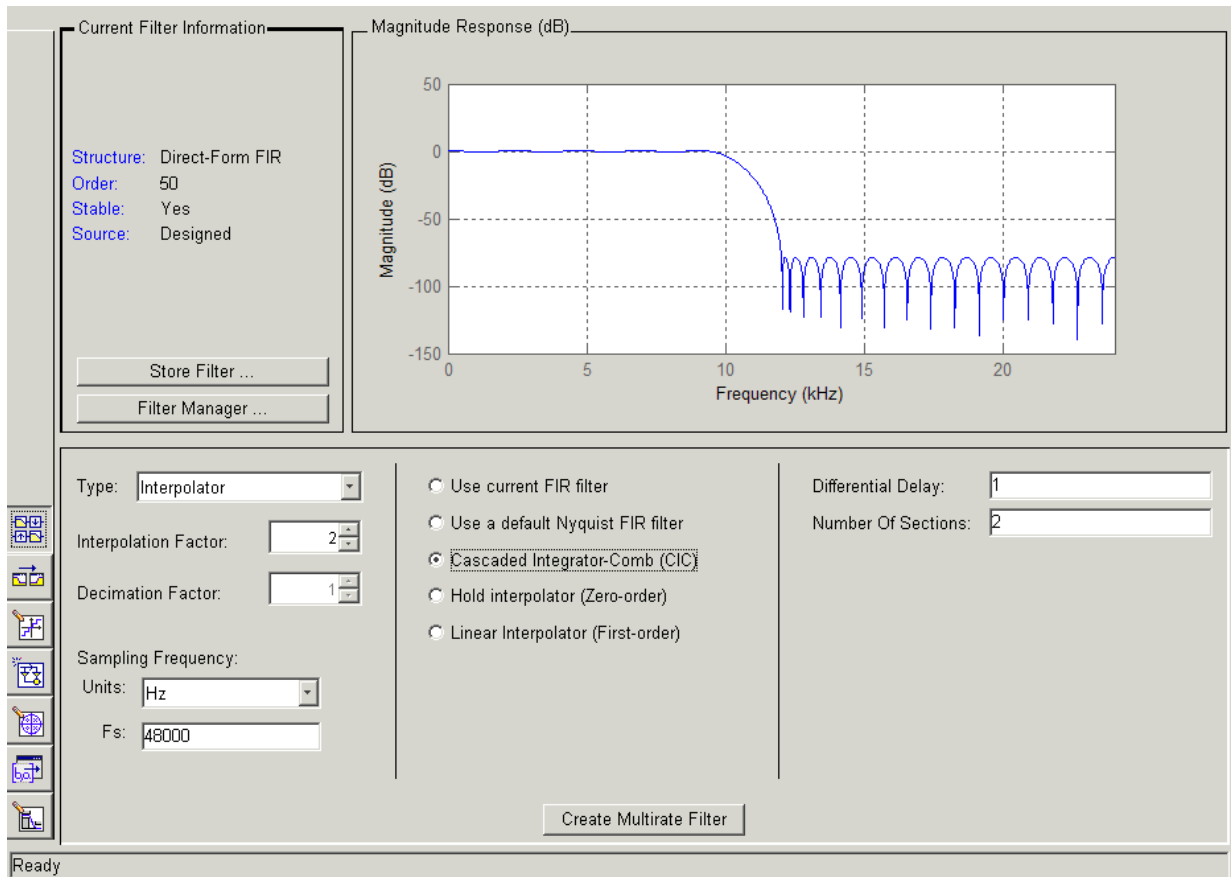 Current Filter Information
Structure: Direct-Form FIR
Order: 50
Stable: Yes
Source: Designed
Store Filter ...
Filter Manager ...
Magnitude Response (dB)
50
0
-50
-100
-150
Magnitude (dB)
0 5 10 15 20
Frequency (kHz)
Type: Interpolator
Interpolation Factor: 2
Decimation Factor: 1
Sampling Frequency:
Units: Hz
Fs: 48000
Use current FIR filter
Use a default Nyquist FIR filter
Cascaded Integrator-Comb (CIC)
Hold interpolator (Zero-order)
Linear Interpolator (First-order)
Differential Delay: 1
Number Of Sections: 2
[b,a]
Create Multirate Filter
Ready